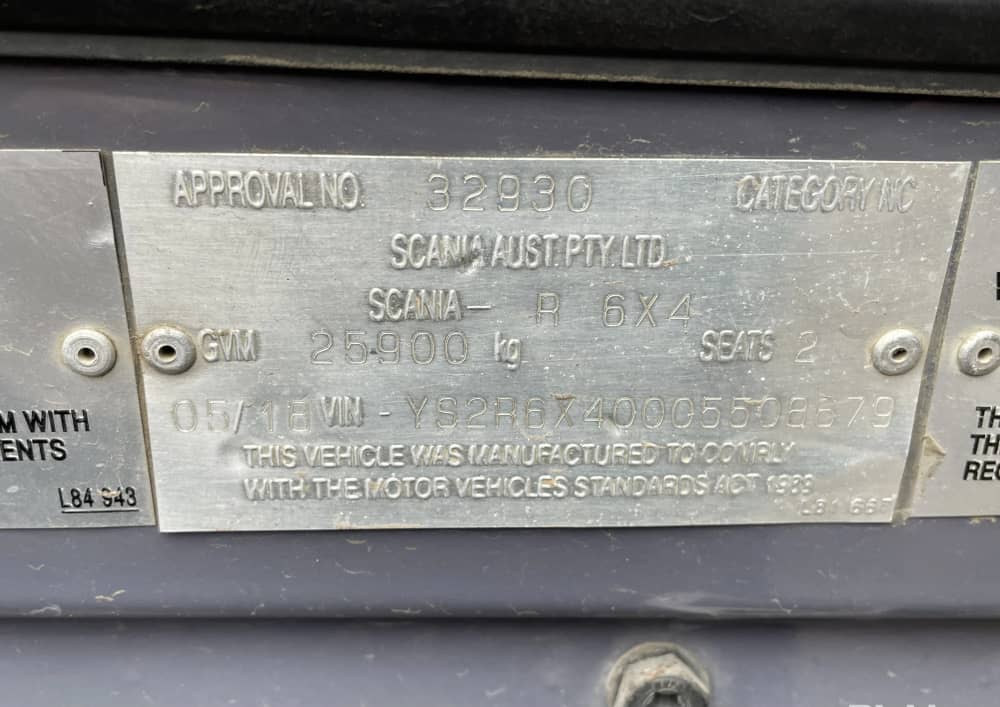 APPROVAL NO. 32930 CATEGORY NC
SCANIA AUST. PTY. LTD.
SCANIA - R 6X4
GVM 25900 kg SEATS 2
05/18 VIN - YS2R6X40005508679
THIS VEHICLE WAS MANUFACTURED TO COMPLY
WITH THE MOTOR VEHICLES STANDARDS ACT 1989
M WITH
ENTS
L84 943
TH
TH
REC